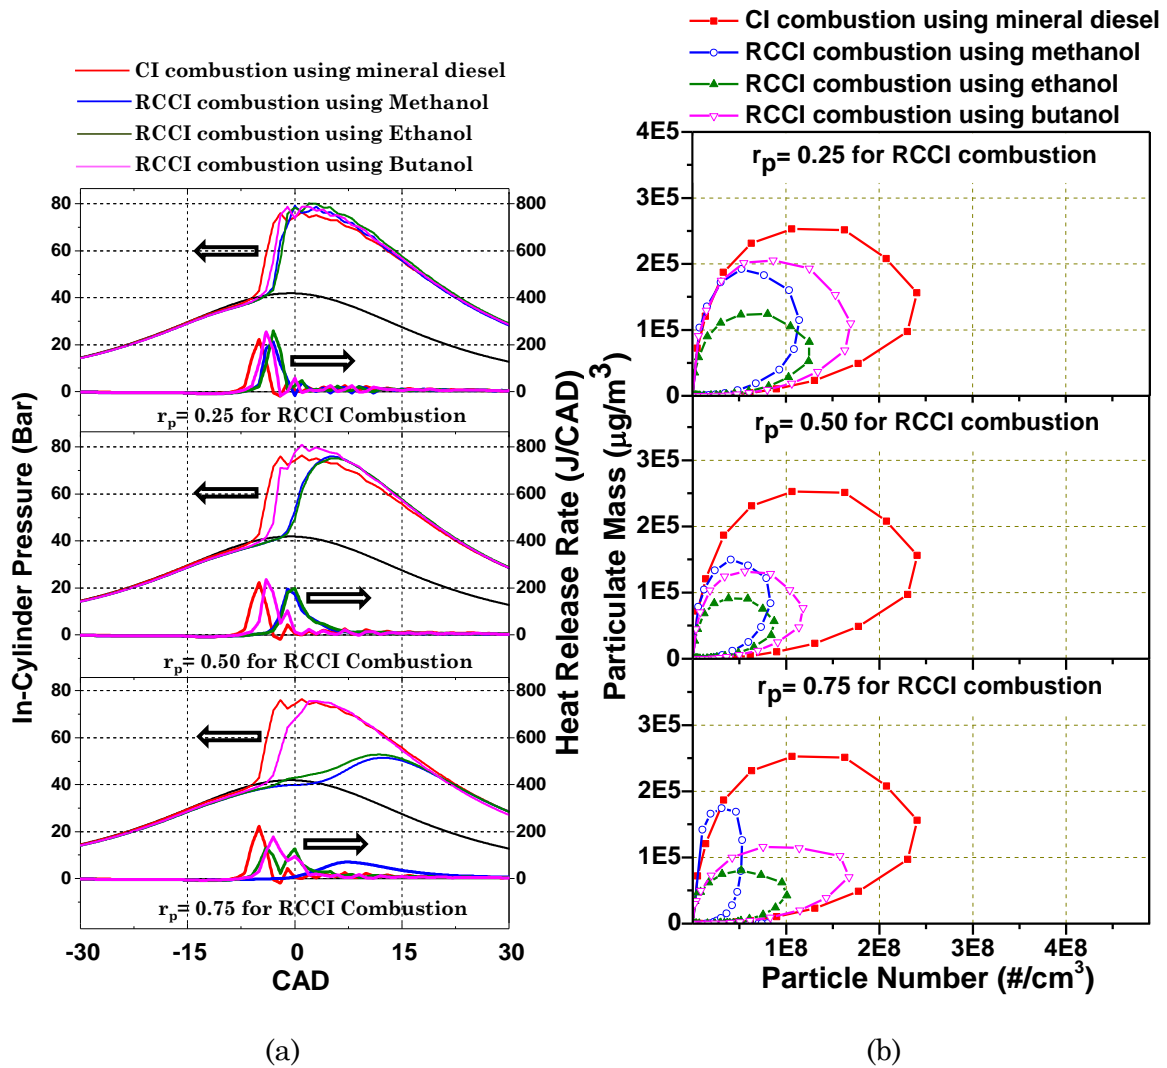 CI combustion using mineral diesel
RCCI combustion using Methanol
RCCI combustion using Ethanol
RCCI combustion using Butanol
80
60
40
20
0
800
600
400
200
0
r_p= 0.25 for RCCI Combustion
80
60
40
20
0
800
600
400
200
0
r_p= 0.50 for RCCI Combustion
80
60
40
20
0
800
600
400
200
0
r_p= 0.75 for RCCI Combustion
-30
-15
0
15
30
CAD
In-Cylinder Pressure (Bar)
Heat Release Rate (J/CAD)
(a)
CI combustion using mineral diesel
RCCI combustion using methanol
RCCI combustion using ethanol
RCCI combustion using butanol
4E5
3E5
2E5
1E5
0
r_p= 0.25 for RCCI combustion
3E5
2E5
1E5
0
r_p= 0.50 for RCCI combustion
3E5
2E5
1E5
0
r_p= 0.75 for RCCI combustion
1E8
2E8
3E8
4E8
Particle Number (#/cm³)
Particulate Mass (µg/m³)
(b)